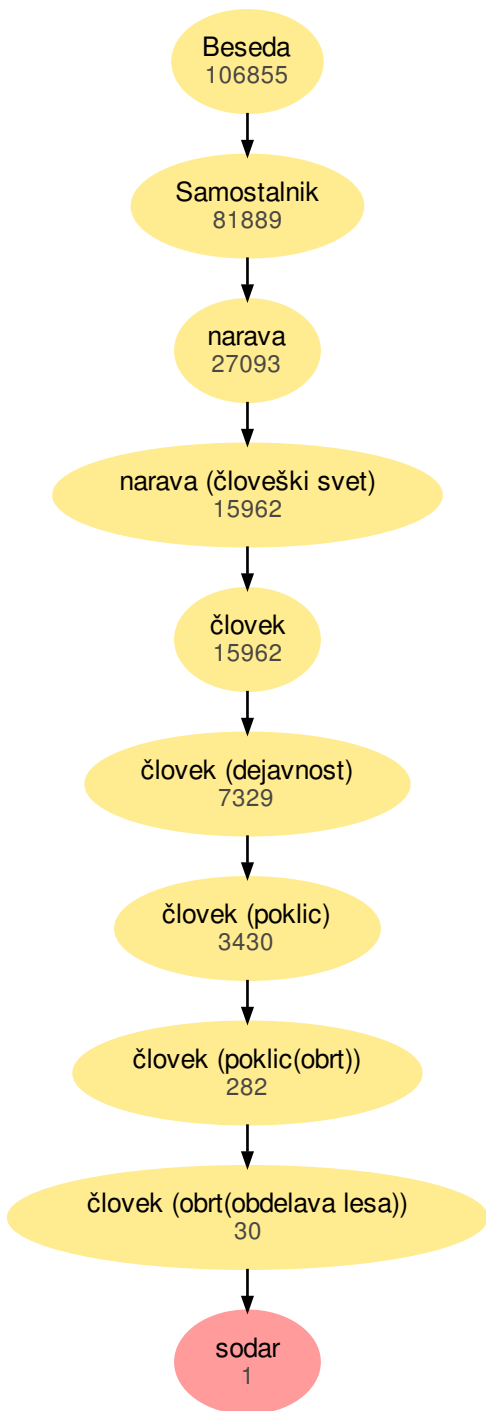 Beseda
106855
Samostalnik
81889
narava
27093
narava (človeški svet)
15962
človek
15962
človek (dejavnost)
7329
človek (poklic)
3430
človek (poklic(obrt))
282
človek (obrt(obdelava lesa))
30
sodar
1